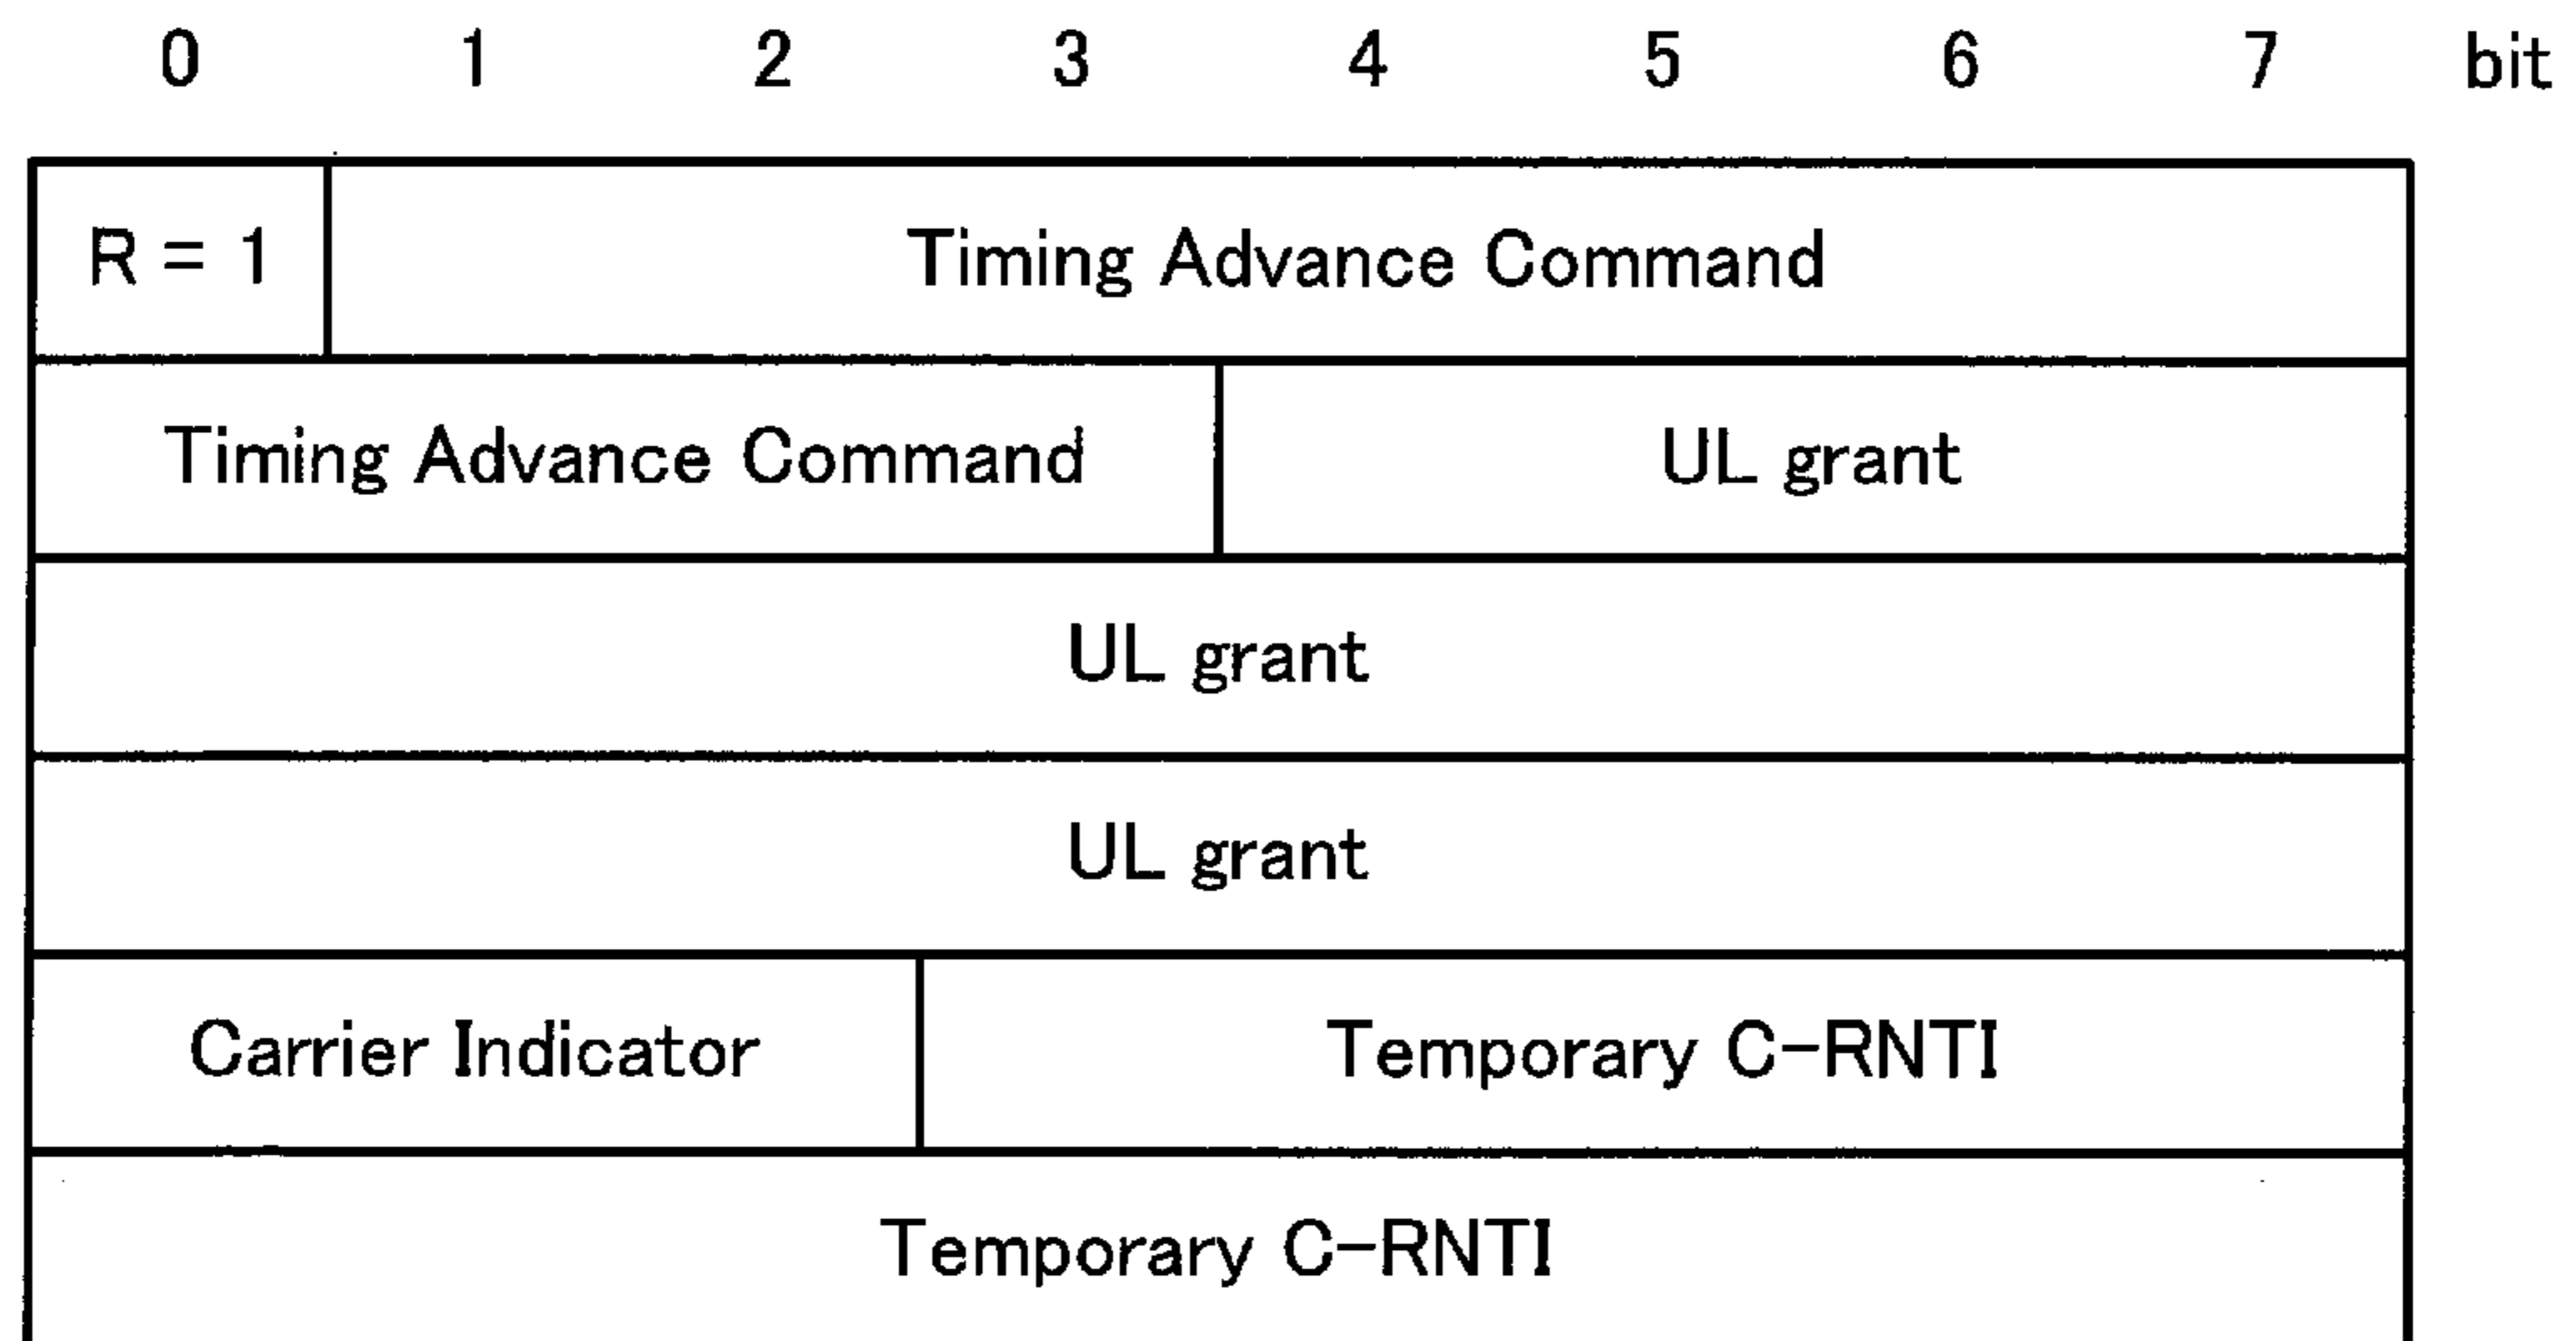 0 1 2 3 4 5 6 7 bit
R = 1 Timing Advance Command
Timing Advance Command UL grant
UL grant
UL grant
Carrier Indicator Temporary C-RNTI
Temporary C-RNTI